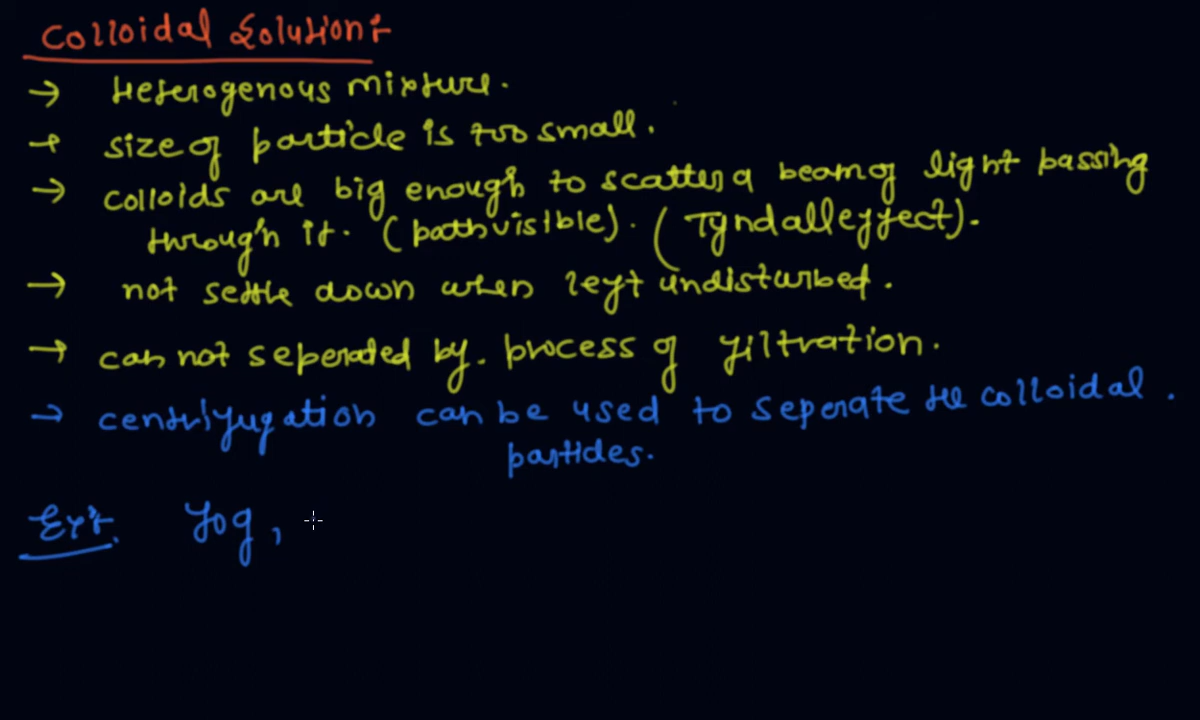 Colloidal Solution:
→ Heterogenous mixture.
→ size of particle is too small.
→ colloids are big enough to scatter a beam of light passing
through it. (path visible). (Tyndall effect).
→ not settle down when left undisturbed.
→ can not seperated by. process of filtration.
→ centrifugation can be used to seperate the colloidal.
particles.
Ex:. fog,